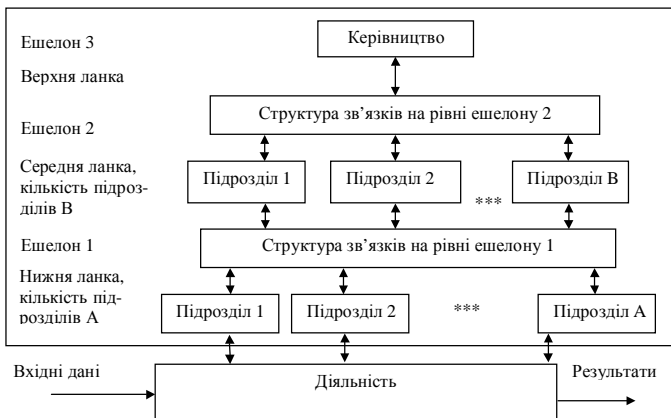 Ешелон 3
Керівництво
Верхня ланка
Структура зв’язків на рівні ешелону 2
Ешелон 2
Середня ланка,
кількість підроз-
ділів В
Підрозділ 1
Підрозділ 2
***
Підрозділ В
Ешелон 1
Структура зв’язків на рівні ешелону 1
Нижня ланка,
кількість під-
розділів А
Підрозділ 1
Підрозділ 2
***
Підрозділ А
Вхідні дані
Діяльність
Результати